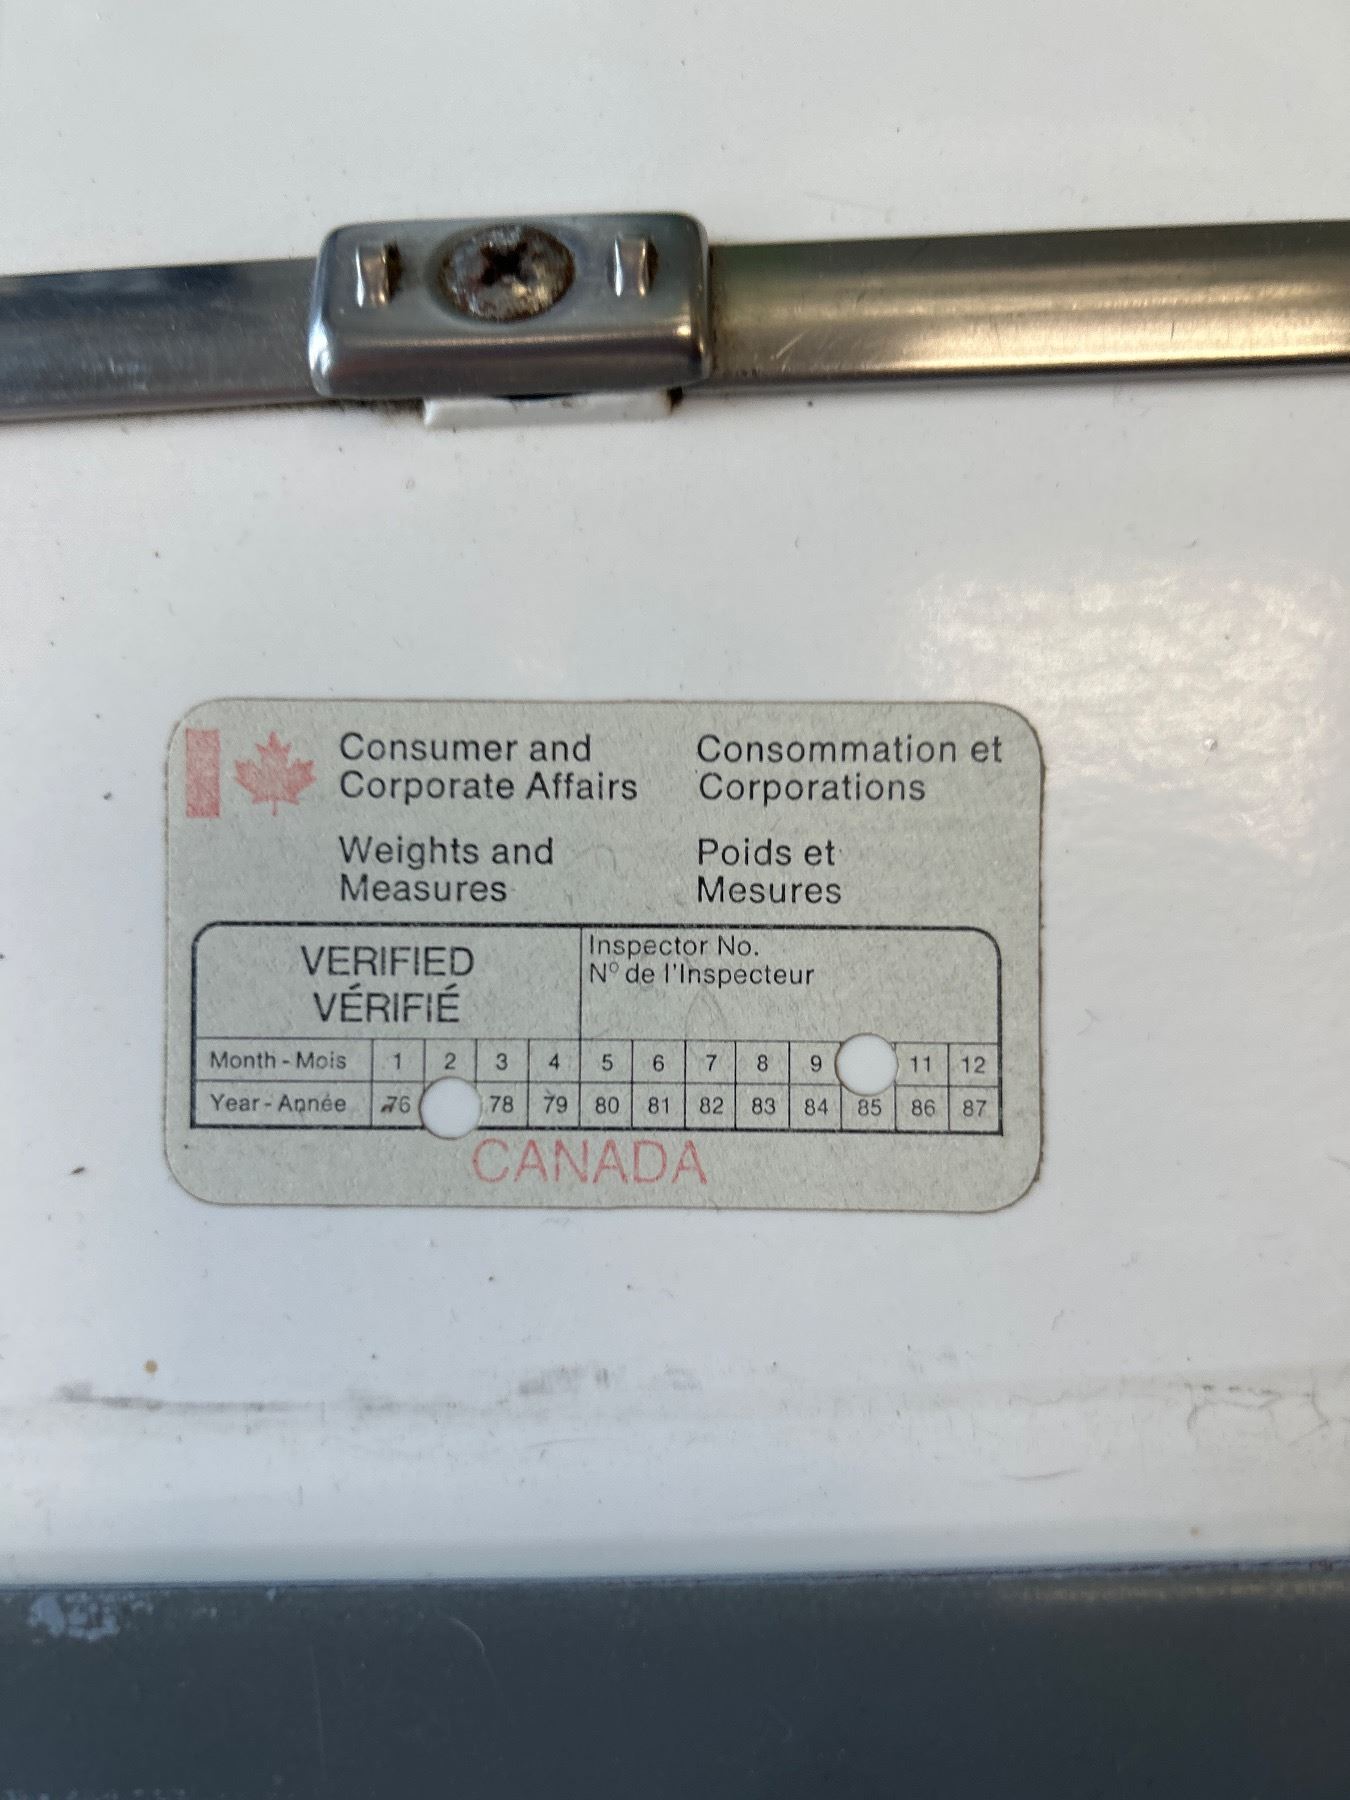 Consumer and
Corporate Affairs
Consommation et
Corporations
Weights and
Measures
Poids et
Mesures
VERIFIED
VÉRIFIÉ
Inspector No.
Nº de l'Inspecteur
Month - Mois 1 2 3 4 5 6 7 8 9 11 12
Year - Année 76 78 79 80 81 82 83 84 85 86 87
CANADA